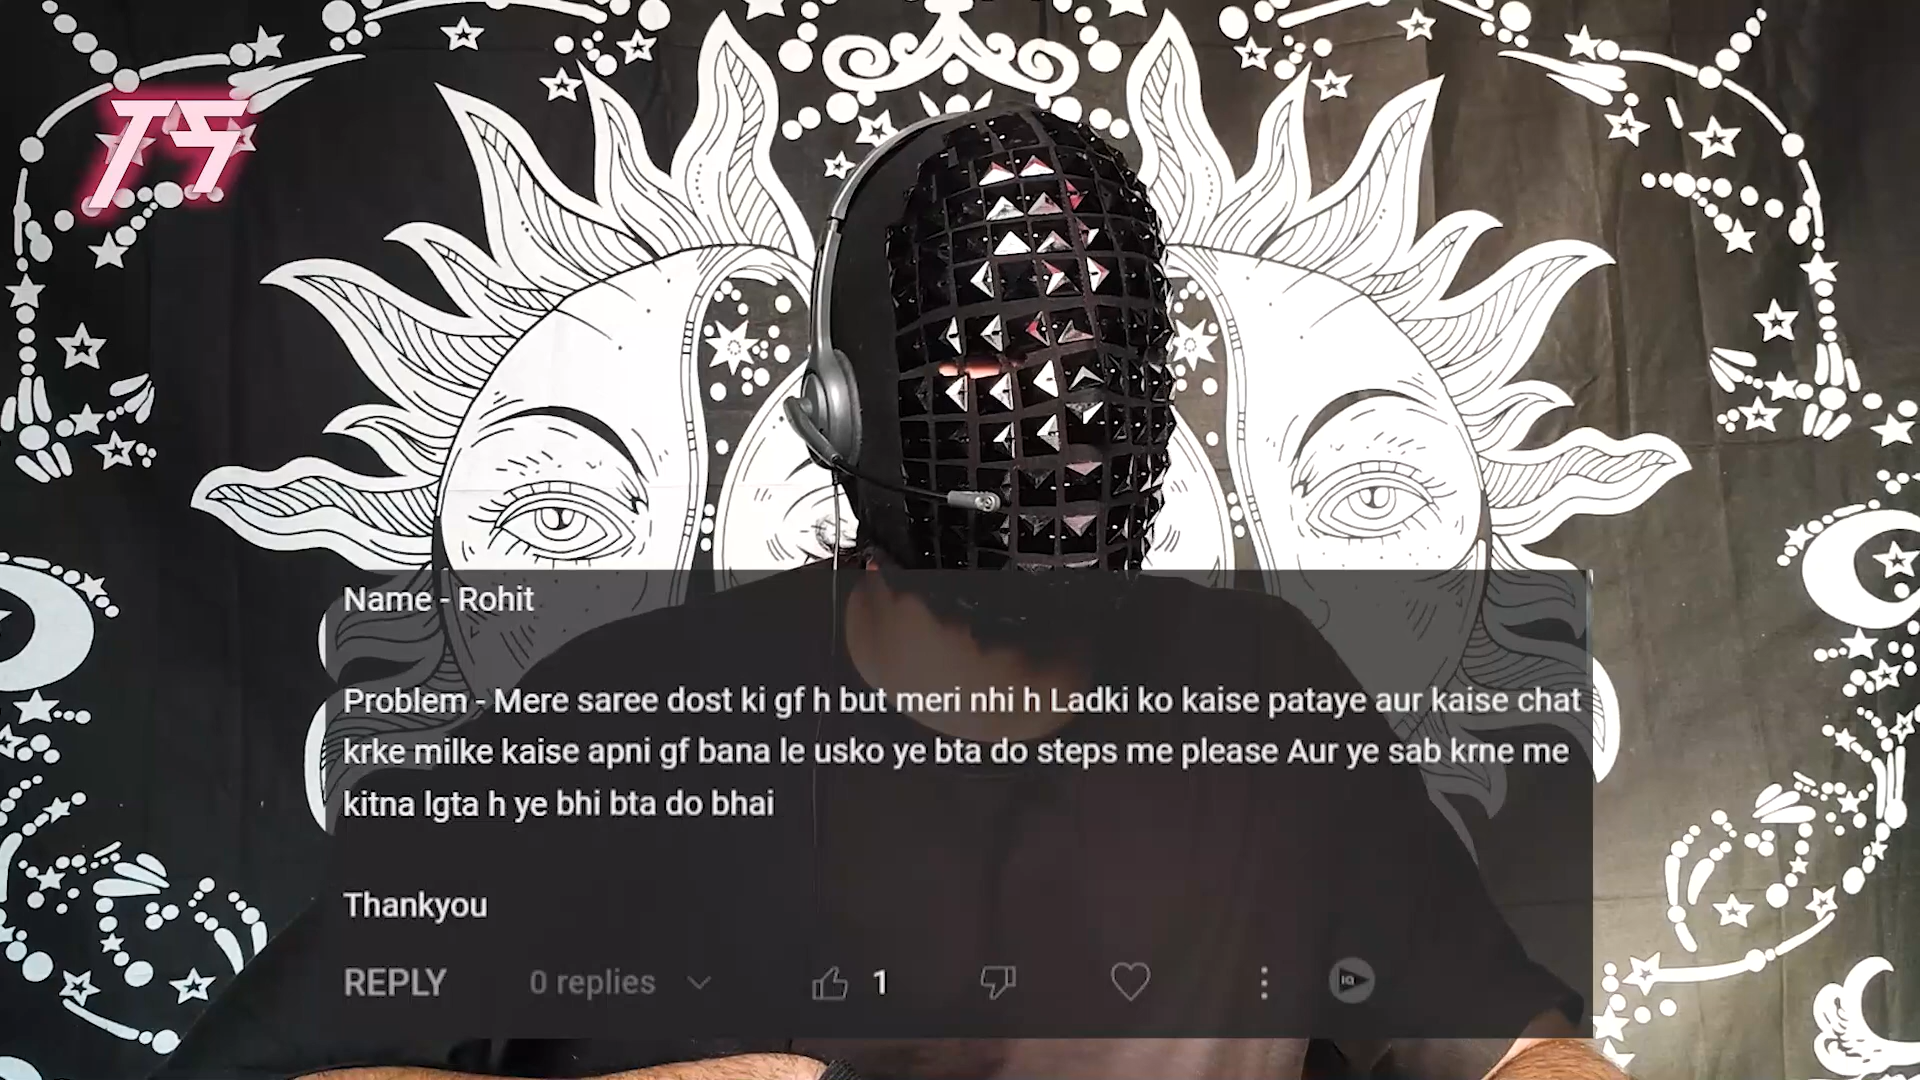 TS
Name - Rohit
Problem - Mere saree dost ki gf h but meri nhi h Ladki ko kaise pataye aur kaise chat
krke milke kaise apni gf bana le usko ye bta do steps me please Aur ye sab krne me
kitna lgta h ye bhi bta do bhai
Thankyou
REPLY 0 replies 1 IQ